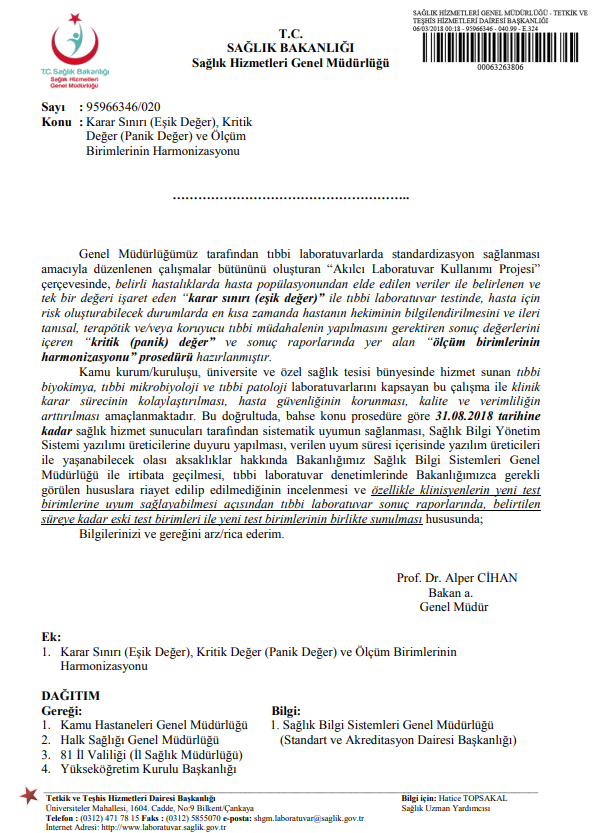 SAĞLIK HİZMETLERİ GENEL MÜDÜRLÜĞÜ - TETKİK VE
TEŞHİS HİZMETLERİ DAİRESİ BAŞKANLIĞI
06/03/2018 00:18 - 95966346 - 040.99 - E.324
00063263806
T.C. Sağlık Bakanlığı
Sağlık Hizmetleri
Genel Müdürlüğü
T.C.
SAĞLIK BAKANLIĞI
Sağlık Hizmetleri Genel Müdürlüğü
Sayı : 95966346/020
Konu : Karar Sınırı (Eşik Değer), Kritik
Değer (Panik Değer) ve Ölçüm
Birimlerinin Harmonizasyonu
………………………………………………..
Genel Müdürlüğümüz tarafından tıbbi laboratuvarlarda standardizasyon sağlanması
amacıyla düzenlenen çalışmalar bütününü oluşturan “Akılcı Laboratuvar Kullanımı Projesi”
çerçevesinde, belirli hastalıklarda hasta popülasyonundan elde edilen veriler ile belirlenen ve
tek bir değeri işaret eden “karar sınırı (eşik değer)” ile tıbbi laboratuvar testinde, hasta için
risk oluşturabilecek durumlarda en kısa zamanda hastanın hekiminin bilgilendirilmesini ve ileri
tanısal, terapötik ve/veya koruyucu tıbbi müdahalenin yapılmasını gerektiren sonuç değerlerini
içeren “kritik (panik) değer” ve sonuç raporlarında yer alan “ölçüm birimlerinin
harmonizasyonu” prosedürü hazırlanmıştır.
Kamu kurum/kuruluşu, üniversite ve özel sağlık tesisi bünyesinde hizmet sunan tıbbi
biyokimya, tıbbi mikrobiyoloji ve tıbbi patoloji laboratuvarlarını kapsayan bu çalışma ile klinik
karar sürecinin kolaylaştırılması, hasta güvenliğinin korunması, kalite ve verimliliğin
arttırılması amaçlanmaktadır. Bu doğrultuda, bahse konu prosedüre göre 31.08.2018 tarihine
kadar sağlık hizmet sunucuları tarafından sistematik uyumun sağlanması, Sağlık Bilgi Yönetim
Sistemi yazılımı üreticilerine duyuru yapılması, verilen uyum süresi içerisinde yazılım üreticileri
ile yaşanabilecek olası aksaklıklar hakkında Bakanlığımız Sağlık Bilgi Sistemleri Genel
Müdürlüğü ile irtibata geçilmesi, tıbbi laboratuvar denetimlerinde Bakanlığımızca gerekli
görülen hususlara riayet edilip edilmediğinin incelenmesi ve özellikle klinisyenlerin yeni test
birimlerine uyum sağlayabilmesi açısından tıbbi laboratuvar sonuç raporlarında, belirtilen
süreye kadar eski test birimleri ile yeni test birimlerinin birlikte sunulması hususunda;
Bilgilerinizi ve gereğini arz/rica ederim.
Prof. Dr. Alper CİHAN
Bakan a.
Genel Müdür
Ek:
1. Karar Sınırı (Eşik Değer), Kritik Değer (Panik Değer) ve Ölçüm Birimlerinin
Harmonizasyonu
DAĞITIM
Gereği: Bilgi:
1. Kamu Hastaneleri Genel Müdürlüğü 1. Sağlık Bilgi Sistemleri Genel Müdürlüğü
2. Halk Sağlığı Genel Müdürlüğü (Standart ve Akreditasyon Dairesi Başkanlığı)
3. 81 İl Valiliği (İl Sağlık Müdürlüğü)
4. Yükseköğretim Kurulu Başkanlığı
Tetkik ve Teşhis Hizmetleri Dairesi Başkanlığı Bilgi için: Hatice TOPSAKAL
Üniversiteler Mahallesi, 1604. Cadde, No:9 Bilkent/Çankaya Sağlık Uzman Yardımcısı
Telefon : (0312) 471 78 15 Faks : (0312) 5855070 e-posta: shgm.laboratuvar@saglik.gov.tr
İnternet Adresi: http://www.laboratuvar.saglik.gov.tr